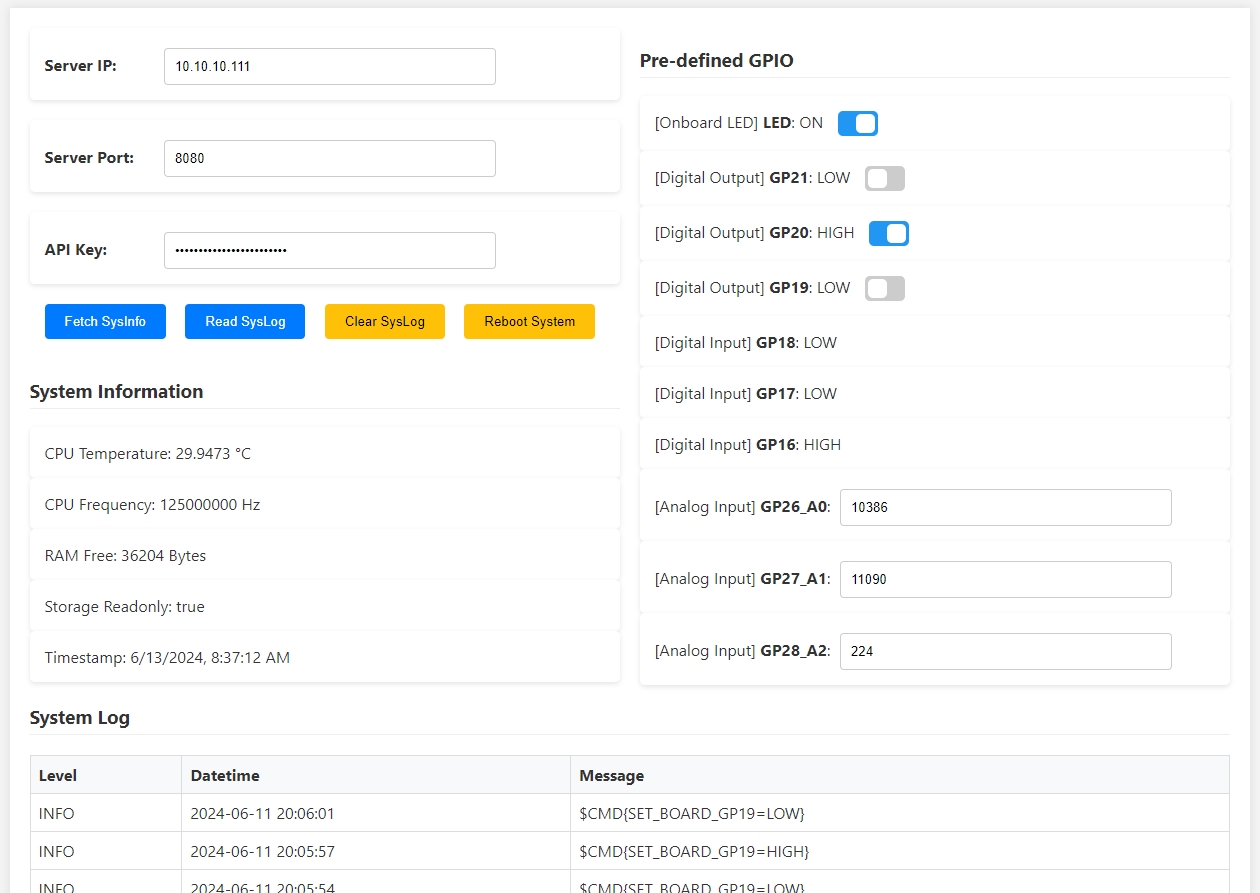 Server IP: 10.10.10.111
Server Port: 8080
API Key: ••••••••••••••••••••••••
Fetch SysInfo Read SysLog Clear SysLog Reboot System
System Information
CPU Temperature: 29.9473 °C
CPU Frequency: 125000000 Hz
RAM Free: 36204 Bytes
Storage Readonly: true
Timestamp: 6/13/2024, 8:37:12 AM
Pre-defined GPIO
[Onboard LED] LED: ON
[Digital Output] GP21: LOW
[Digital Output] GP20: HIGH
[Digital Output] GP19: LOW
[Digital Input] GP18: LOW
[Digital Input] GP17: LOW
[Digital Input] GP16: HIGH
[Analog Input] GP26_A0: 10386
[Analog Input] GP27_A1: 11090
[Analog Input] GP28_A2: 224
System Log
Level Datetime Message
INFO 2024-06-11 20:06:01 $CMD{SET_BOARD_GP19=LOW}
INFO 2024-06-11 20:05:57 $CMD{SET_BOARD_GP19=HIGH}
INFO 2024-06-11 20:05:54 $CMD{SET_BOARD_GP19=LOW}